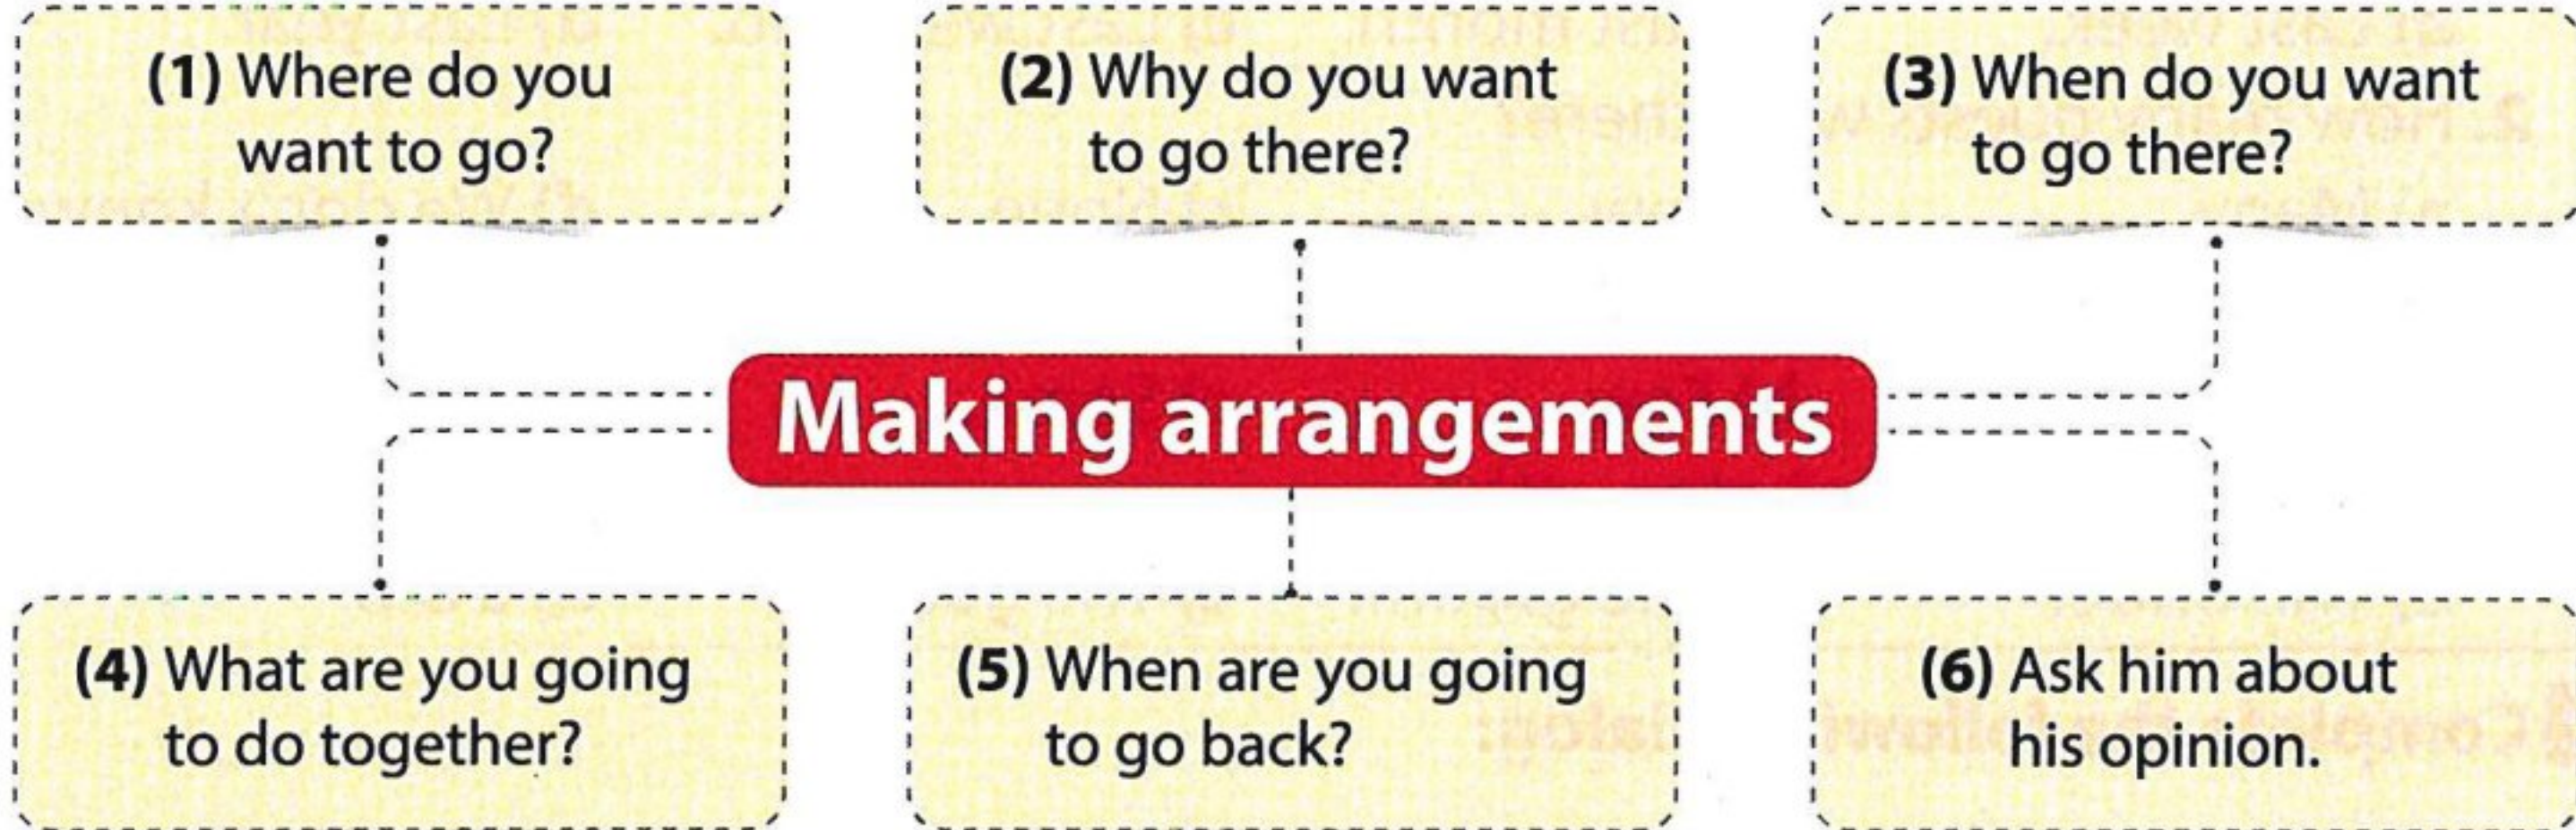 (1) Where do you
want to go?
(2) Why do you want
to go there?
(3) When do you want
to go there?
Making arrangements
(4) What are you going
to do together?
(5) When are you going
to go back?
(6) Ask him about
his opinion.